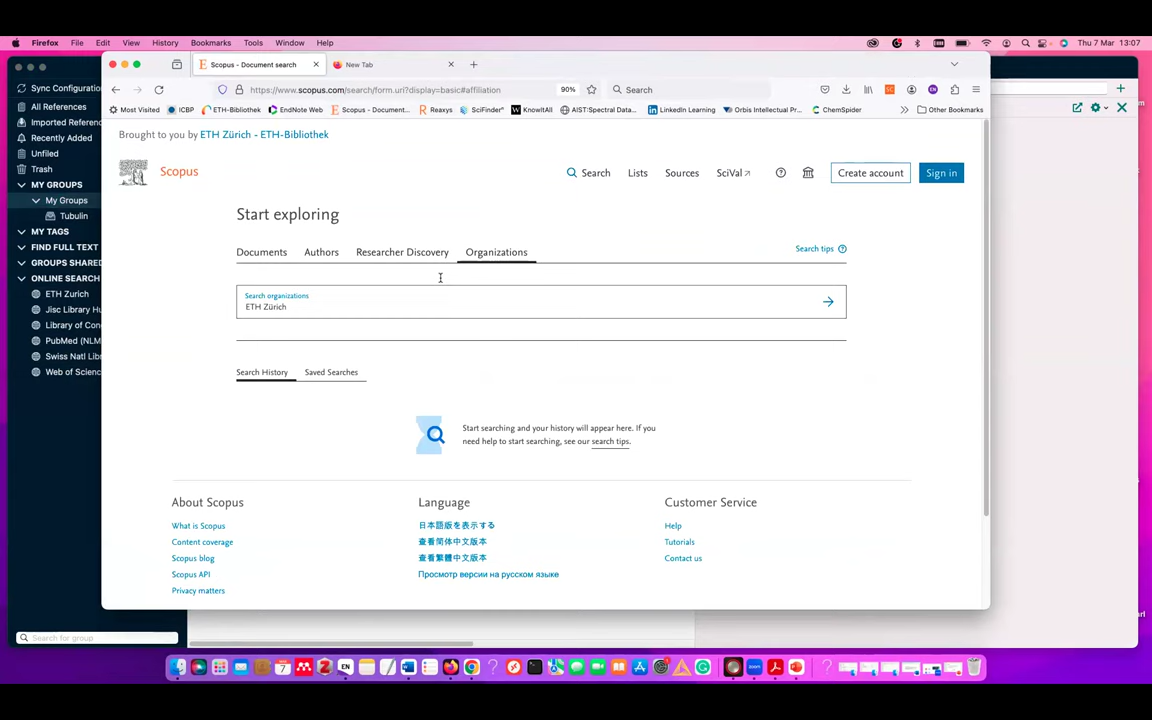 Firefox File Edit View History Bookmarks Tools Window Help Thu 7 Mar 13:07
Scopus - Document search New Tab
https://www.scopus.com/search/form.uri?display=basic#affiliation 90% Search
Most Visited ICBP ETH-Bibliothek EndNote Web Scopus - Documen... Reaxys SciFinder® KnowItAll AIST:Spectral Data... LinkedIn Learning Orbis Intellectual Pr... ChemSpider Other Bookmarks
Sync Configuratio
All References
Imported Referenc
Recently Added
Unfiled
Trash
MY GROUPS
My Groups
Tubulin
MY TAGS
FIND FULL TEXT
GROUPS SHARED
ONLINE SEARCH
ETH Zurich
Jisc Library Hu
Library of Con
PubMed (NLM
Swiss Natl Lib
Web of Scienc
Search for group
Brought to you by ETH Zürich - ETH-Bibliothek
Scopus
Search Lists Sources SciVal Create account Sign in
Start exploring
Documents Authors Researcher Discovery Organizations Search tips
Search organizations
ETH Zürich
Search History Saved Searches
Start searching and your history will appear here. If you
need help to start searching, see our search tips.
About Scopus
What is Scopus
Content coverage
Scopus blog
Scopus API
Privacy matters
Language
日本語版を表示する
查看简体中文版本
查看繁體中文版本
Просмотр версии на русском языке
Customer Service
Help
Tutorials
Contact us